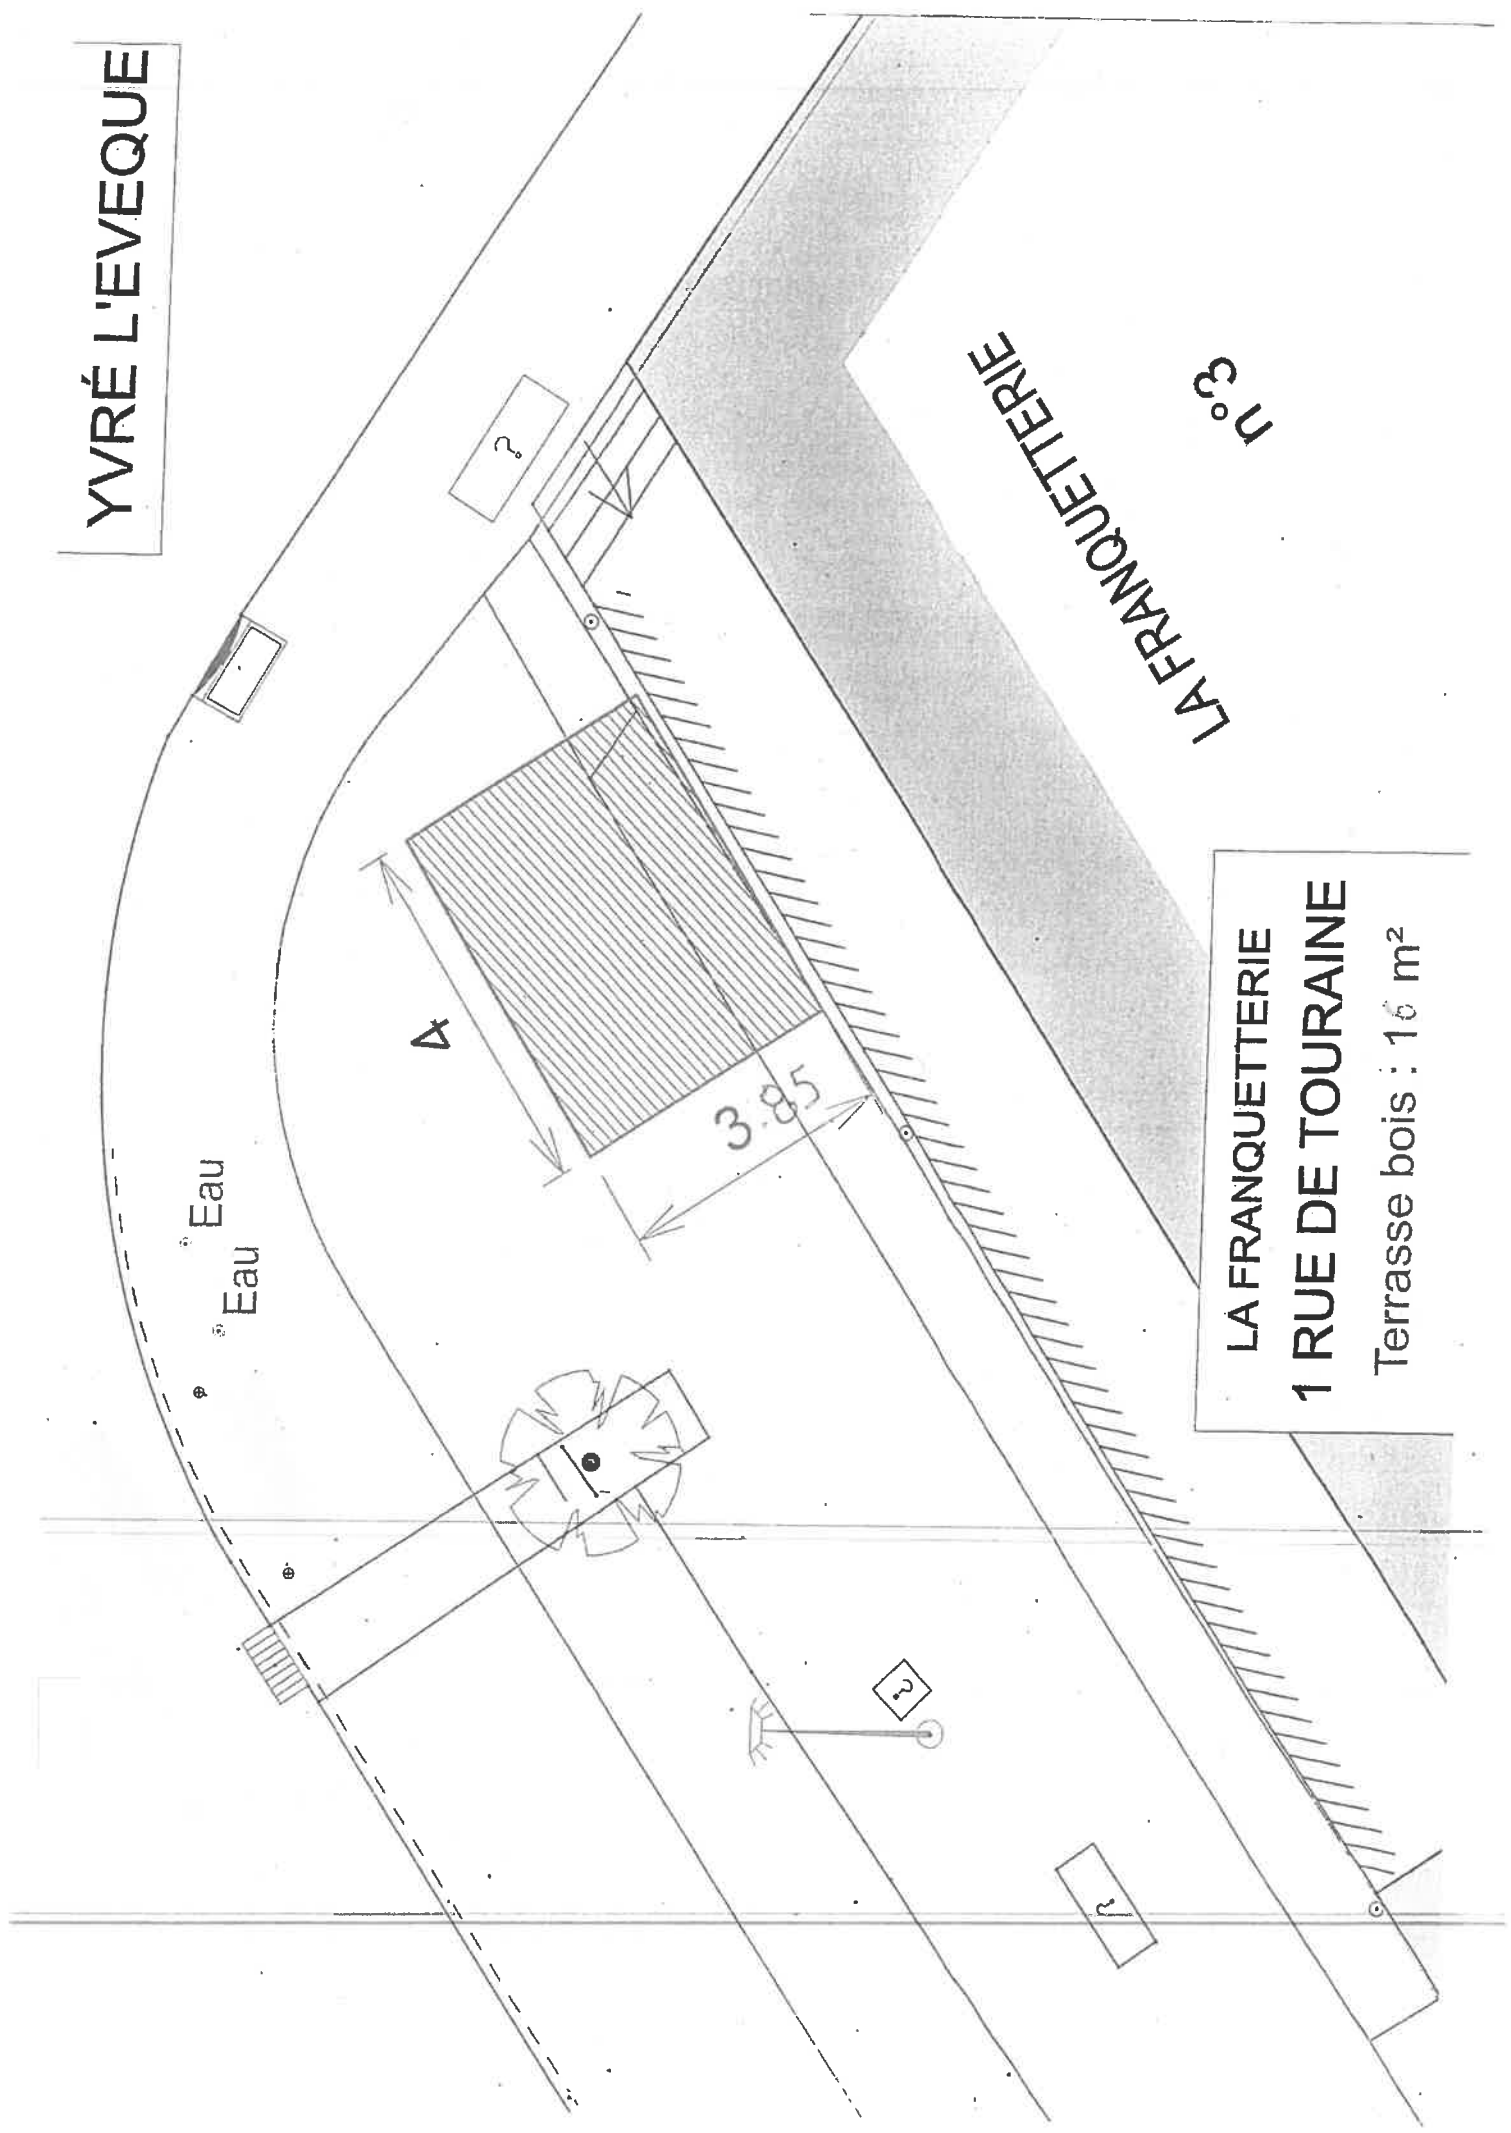 YVRÉ L'EVEQUE
?
Eau
Eau
4
3.85
LA FRANQUETTERIE
n°3
?
?
LA FRANQUETTERIE
1 RUE DE TOURAINE
Terrasse bois : 16 m²